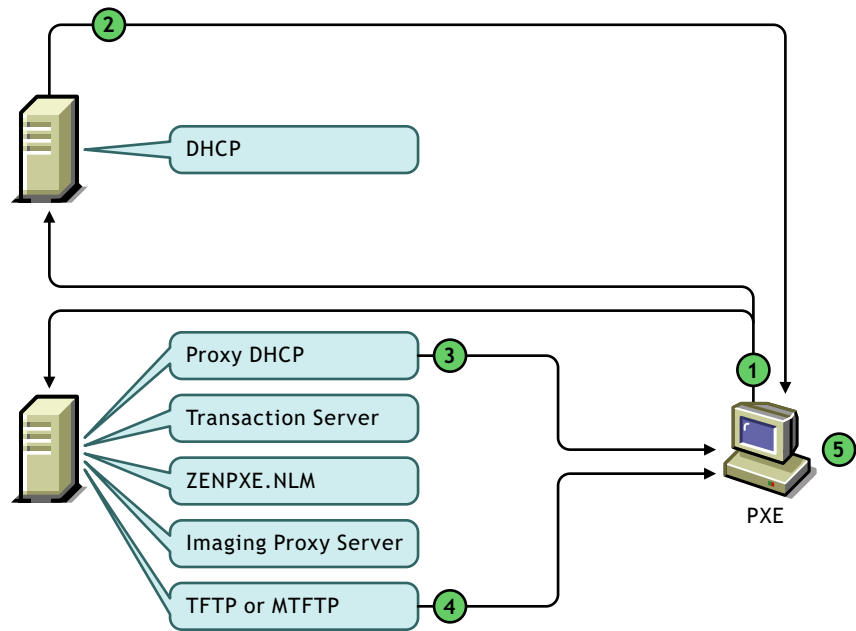 2
DHCP
Proxy DHCP
3
1
Transaction Server
5
ZENPXE.NLM
PXE
Imaging Proxy Server
TFTP or MTFTP
4